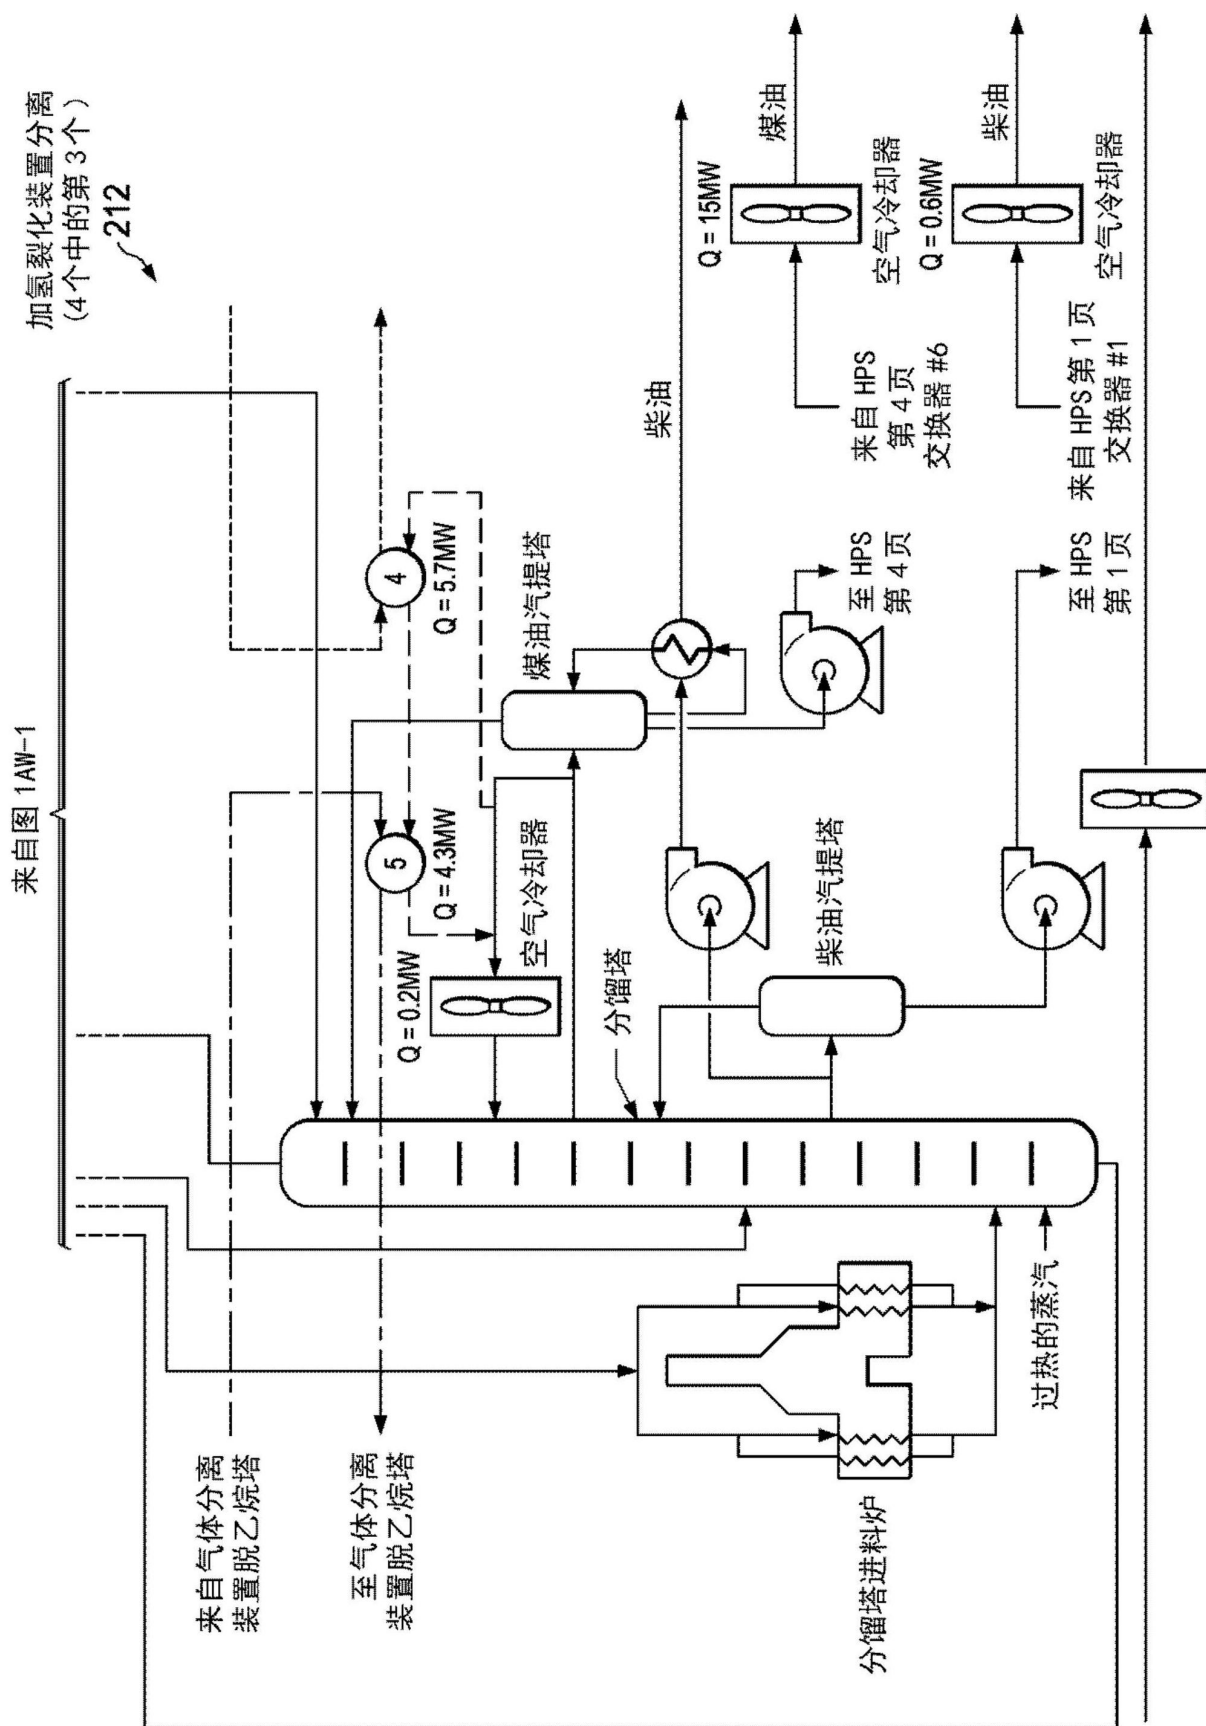 加氢裂化装置分离
(4个中的第3个)
212
来自图 1AW-1
来自气体分离
装置脱乙烷塔
至气体分离
装置脱乙烷塔
5
Q = 4.3MW
4
Q = 5.7MW
Q = 0.2MW
空气冷却器
煤油汽提塔
柴油
分馏塔
柴油汽提塔
分馏塔进料炉
过热的蒸汽
至 HPS
第 4页
至 HPS
第 1页
Q = 15MW
空气冷却器
煤油
来自 HPS
第 4页
交换器 #6
Q = 0.6MW
空气冷却器
柴油
来自 HPS 第 1 页
交换器 #1